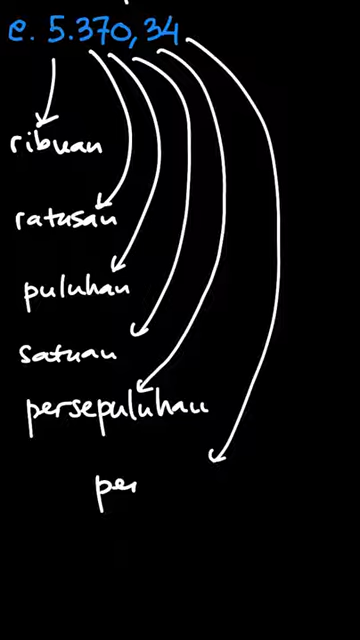 e. 5.370,34
ribuan
ratusan
puluhan
satuan
persepuluhan
per